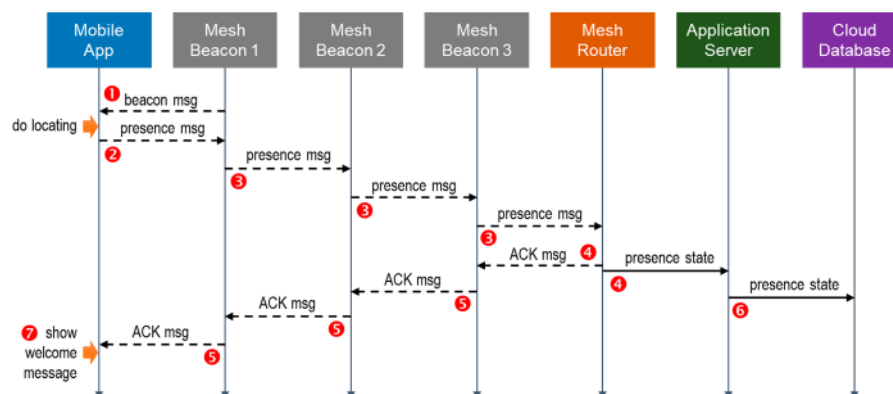 Mobile
App
Mesh
Beacon 1
Mesh
Beacon 2
Mesh
Beacon 3
Mesh
Router
Application
Server
Cloud
Database
1
beacon msg
do locating
presence msg
2
presence msg
3
presence msg
3
presence msg
3
4
ACK msg
presence state
4
ACK msg
5
presence state
6
ACK msg
5
7 show
welcome
message
ACK msg
5